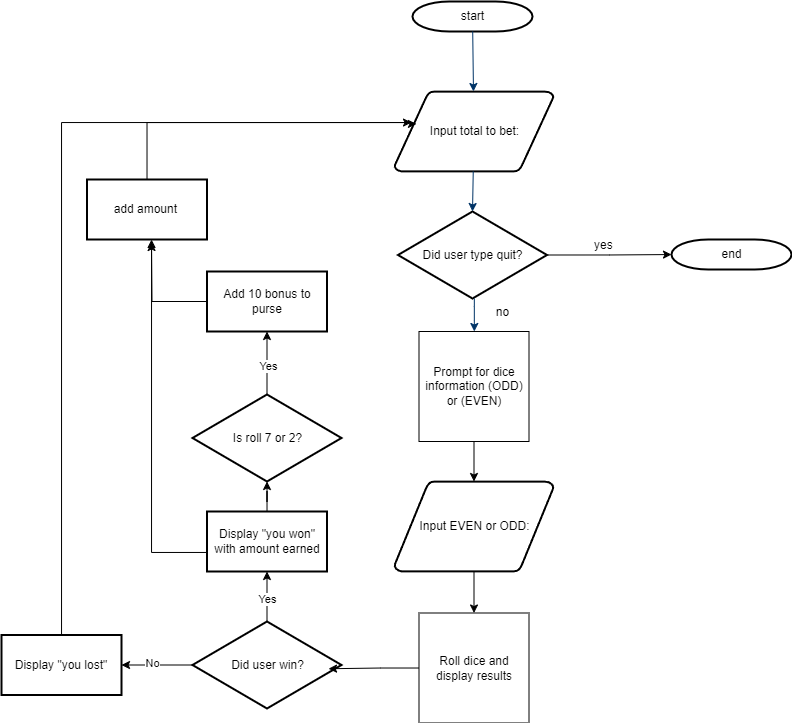 start
Input total to bet:
add amount
Did user type quit?
yes
end
Add 10 bonus to
purse
no
Prompt for dice
information (ODD)
or (EVEN)
Yes
Is roll 7 or 2?
Display "you won"
with amount earned
Input EVEN or ODD:
Yes
Display "you lost"
No
Did user win?
Roll dice and
display results